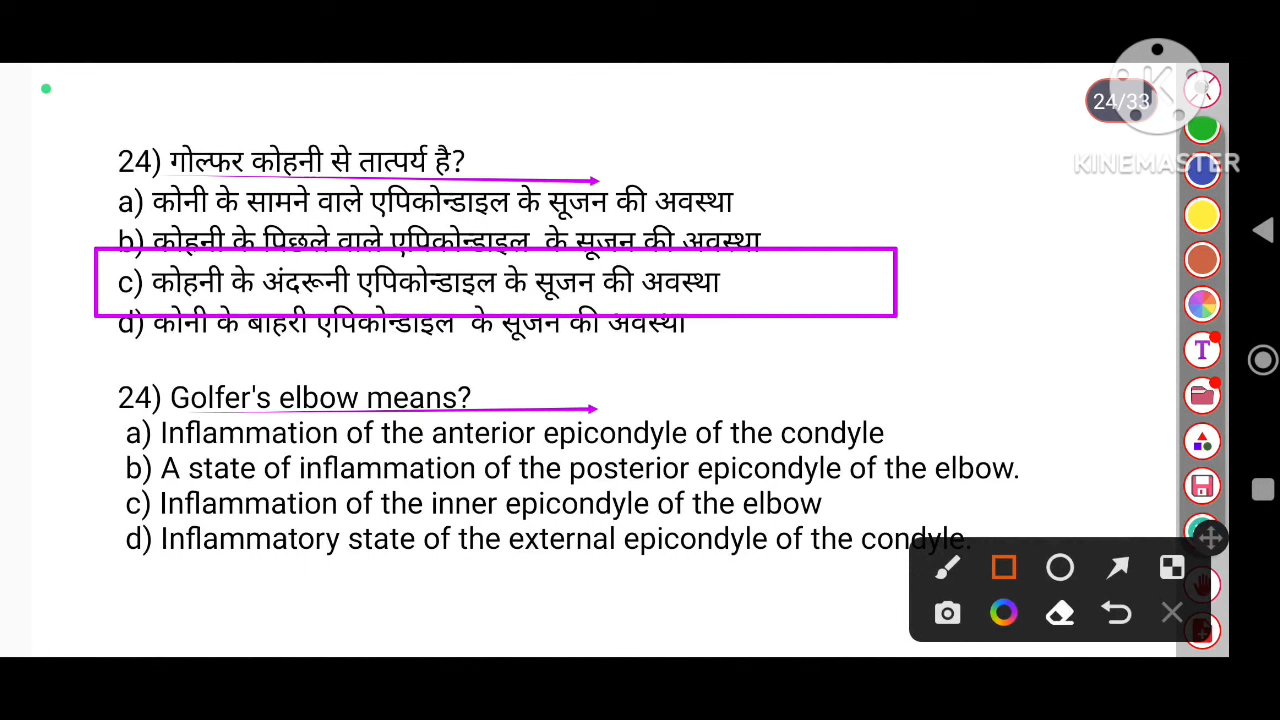 24/33
KINEMASTER
24) गोल्फर कोहनी से तात्पर्य है?
a) कोनी के सामने वाले एपिकोन्डाइल के सूजन की अवस्था
b) कोहनी के पिछले वाले एपिकोन्डाइल के सूजन की अवस्था
c) कोहनी के अंदरूनी एपिकोन्डाइल के सूजन की अवस्था
d) कोनी के बाहरी एपिकोन्डाइल के सूजन की अवस्था
24) Golfer's elbow means?
a) Inflammation of the anterior epicondyle of the condyle
b) A state of inflammation of the posterior epicondyle of the elbow.
c) Inflammation of the inner epicondyle of the elbow
d) Inflammatory state of the external epicondyle of the condyle.
T